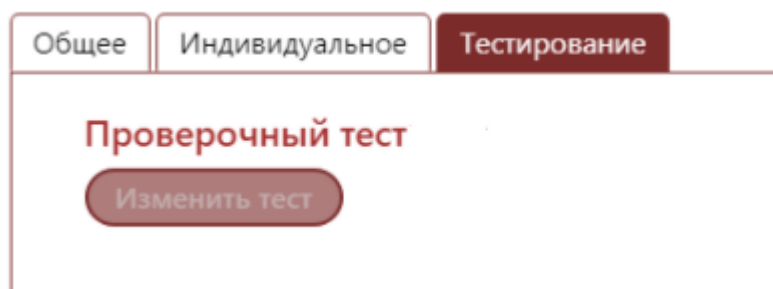 Общее Индивидуальное Тестирование
Проверочный тест
Изменить тест